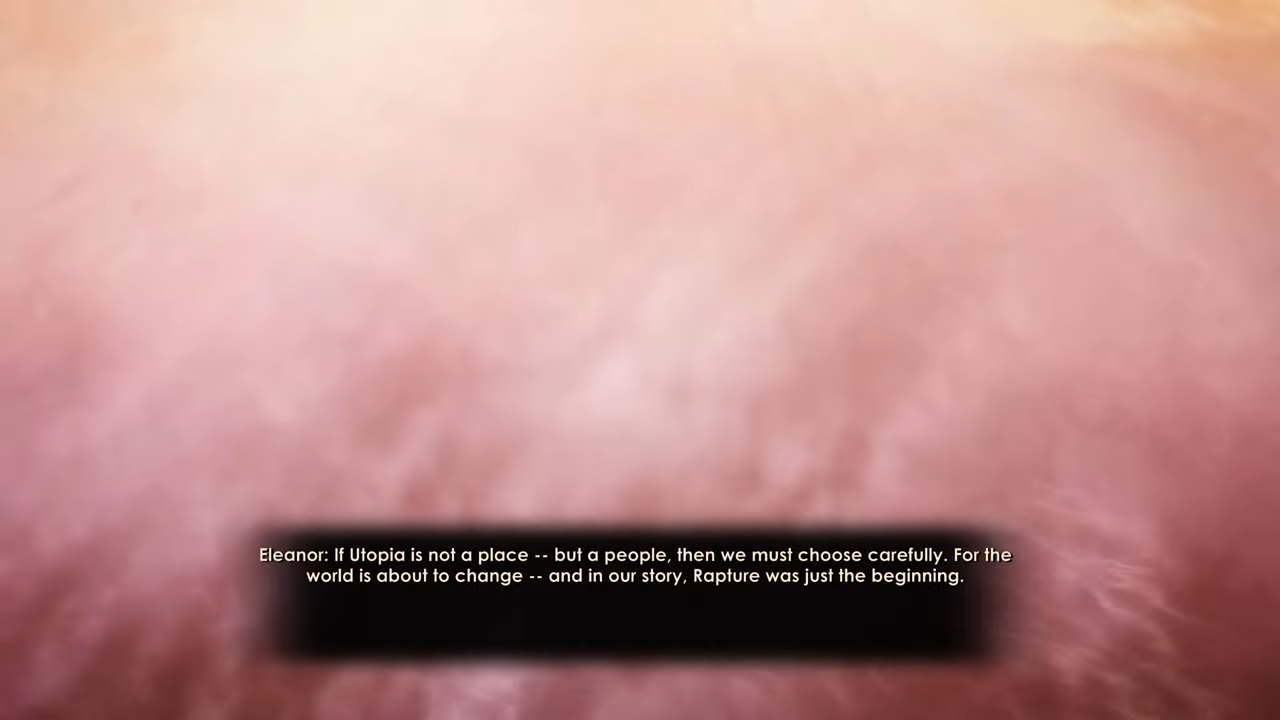 Eleanor: If Utopia is not a place -- but a people, then we must choose carefully. For the
world is about to change -- and in our story, Rapture was just the beginning.